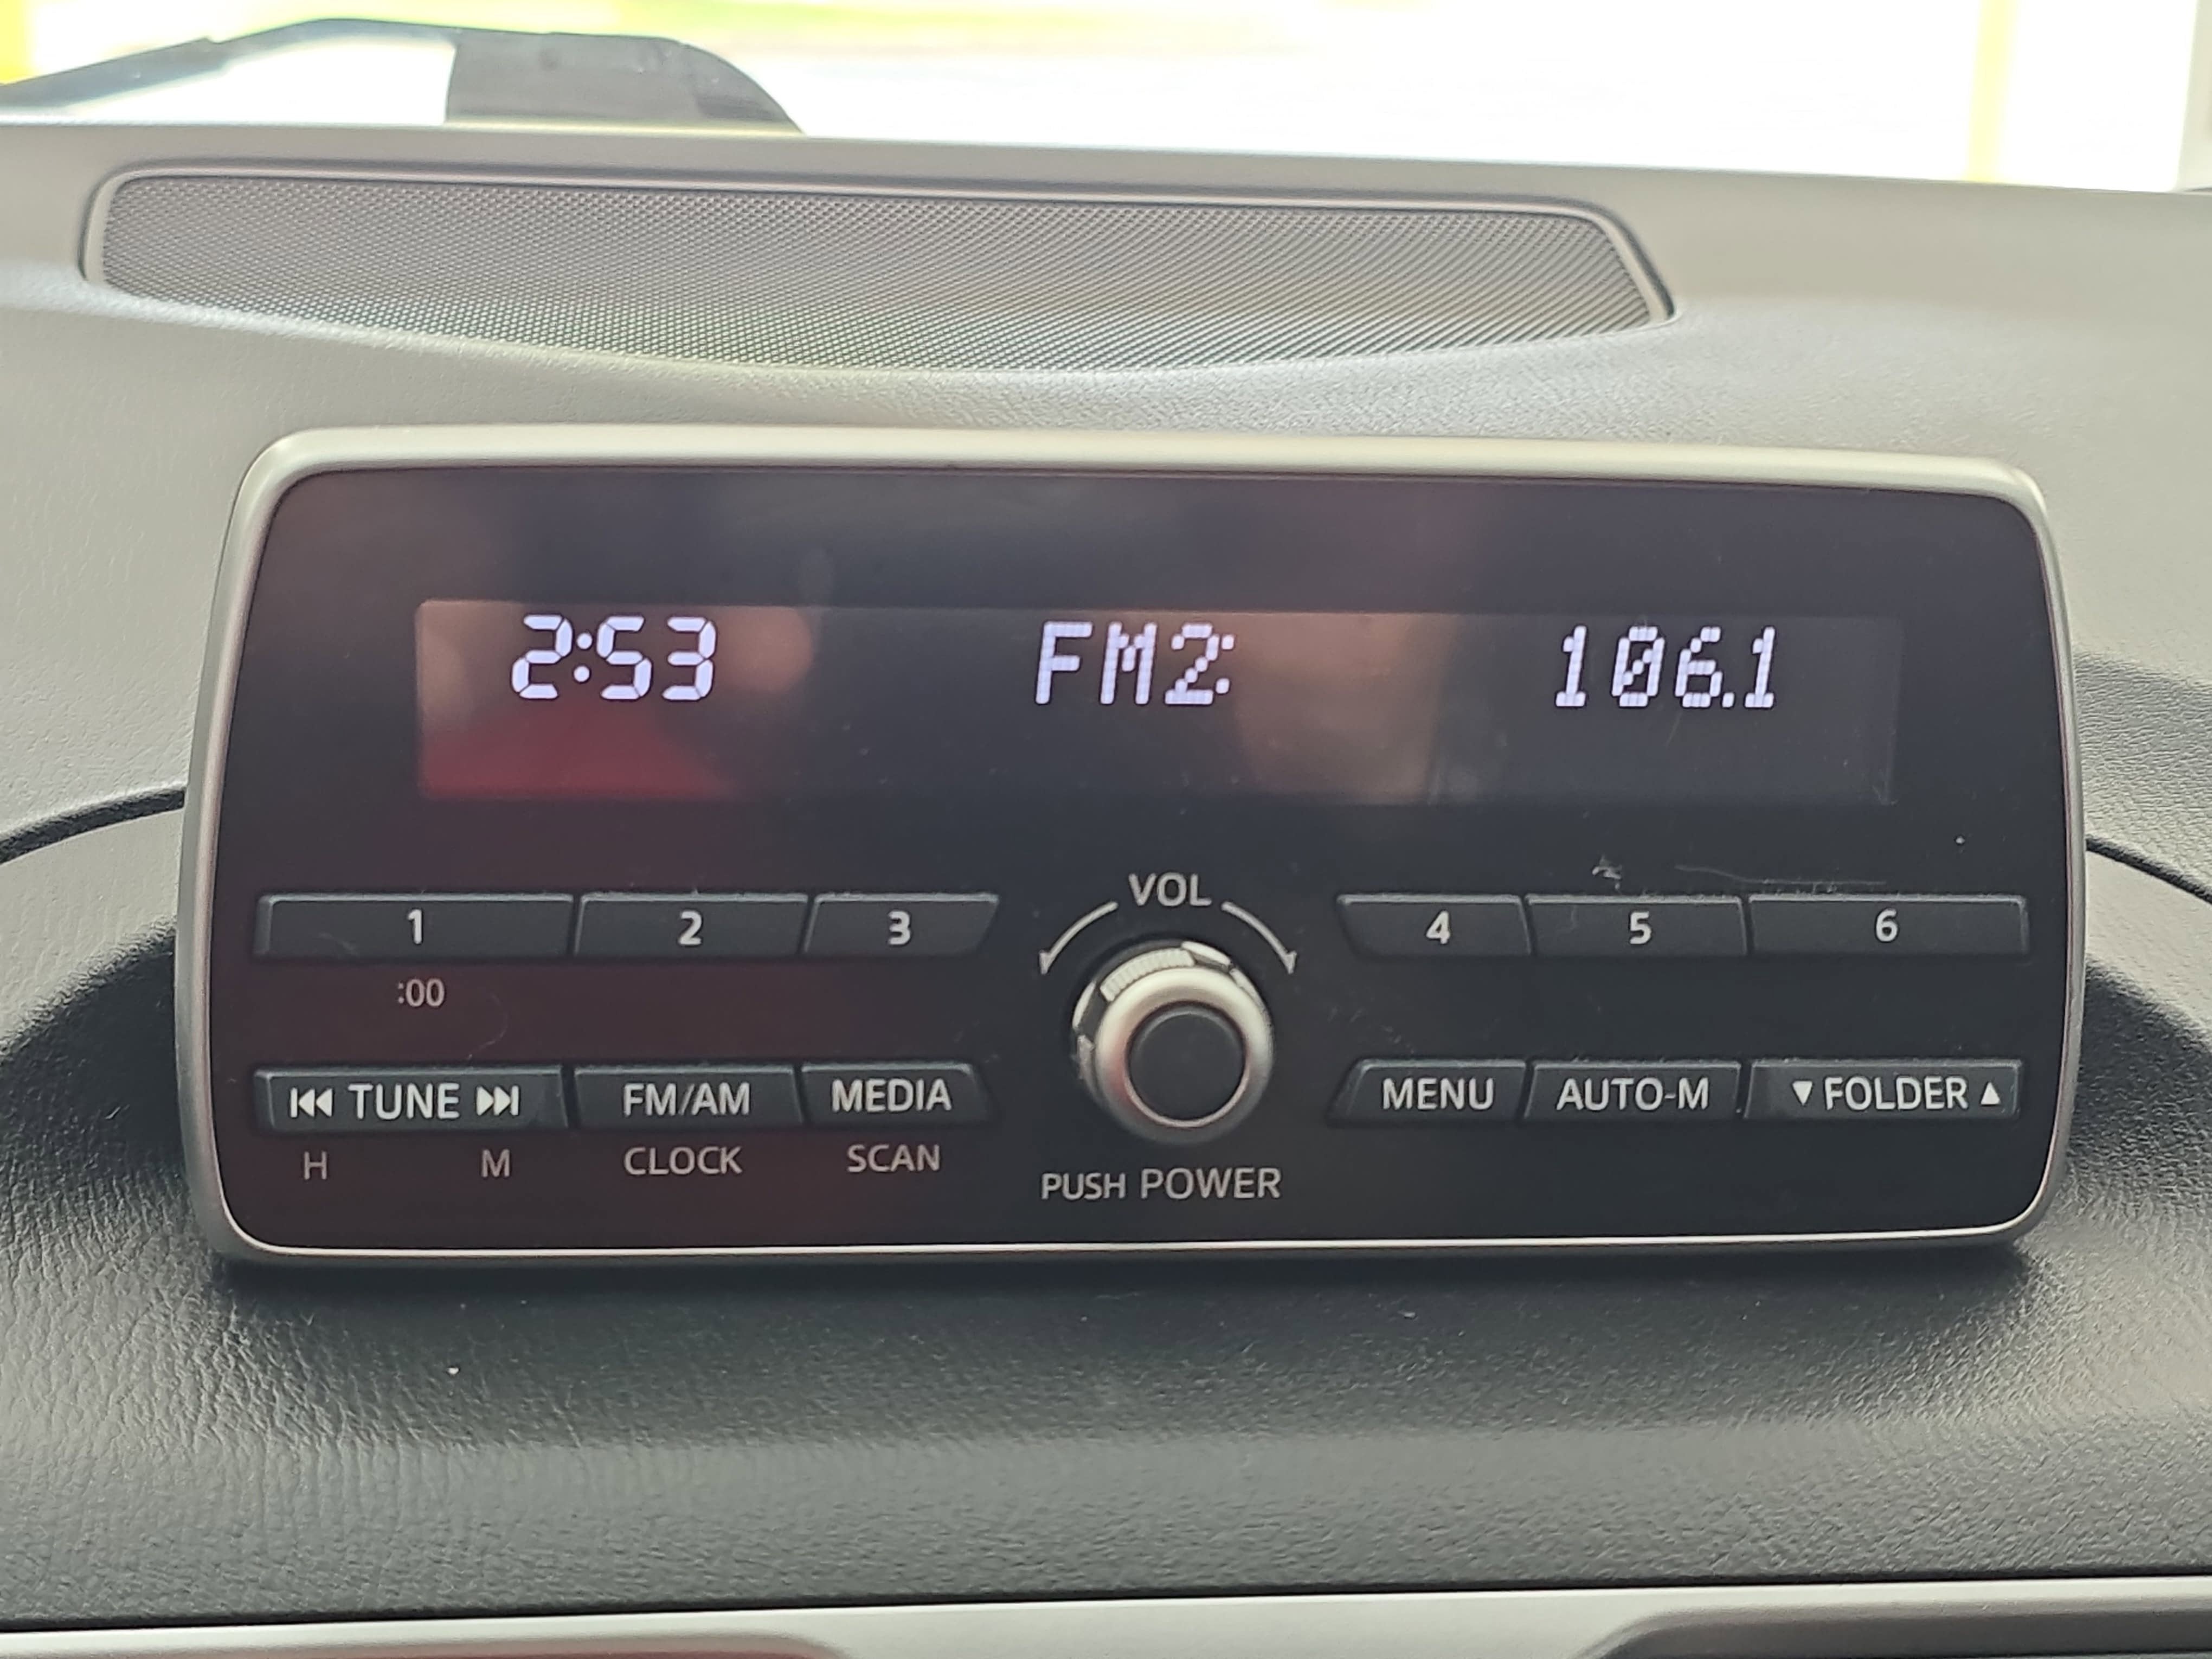 2:53 FM2: 106.1
VOL
1 2 3 4 5 6
:00
TUNE FM/AM MEDIA MENU AUTO-M FOLDER
H M CLOCK SCAN
PUSH POWER